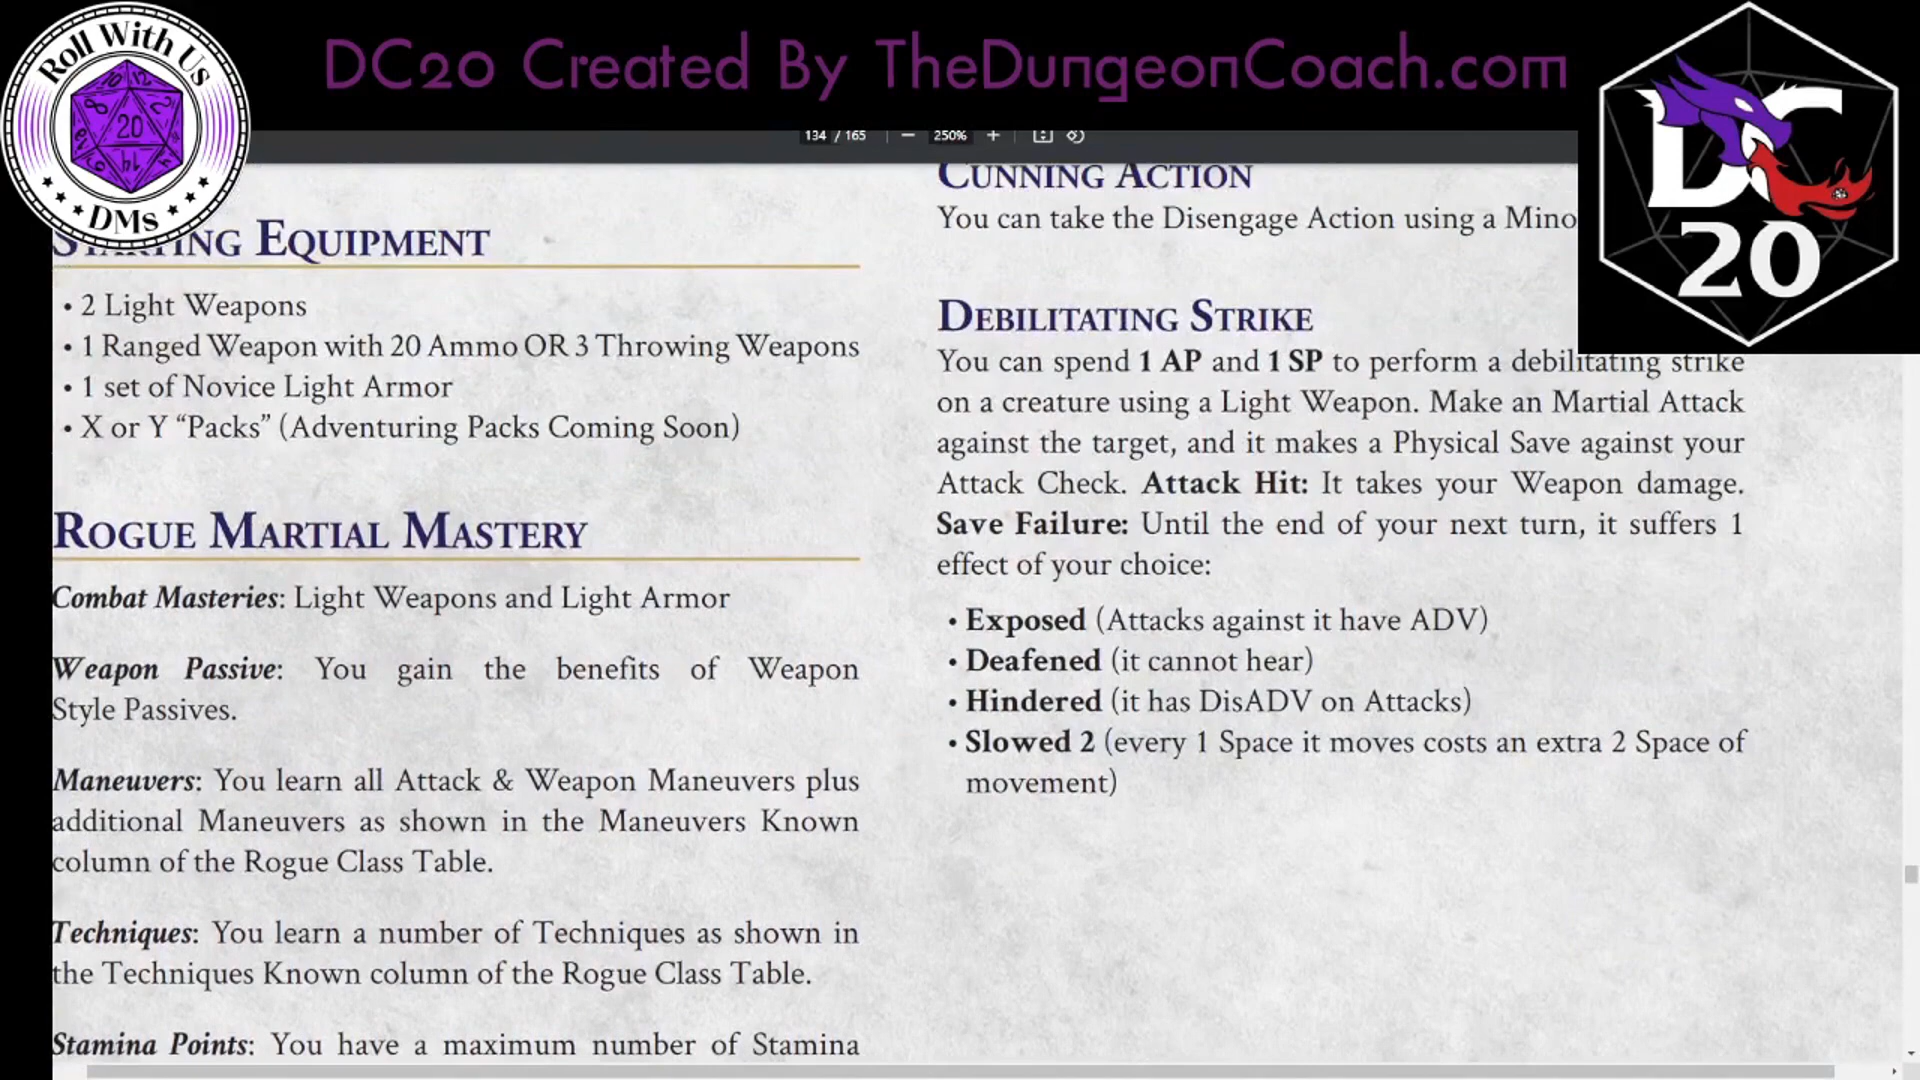 Roll With Us
20
DMs
DC20 Created By TheDungeonCoach.com
DC
20
134 / 165
250%
STARTING EQUIPMENT
• 2 Light Weapons
• 1 Ranged Weapon with 20 Ammo OR 3 Throwing Weapons
• 1 set of Novice Light Armor
• X or Y “Packs” (Adventuring Packs Coming Soon)
ROGUE MARTIAL MASTERY
Combat Masteries: Light Weapons and Light Armor
Weapon Passive: You gain the benefits of Weapon
Style Passives.
Maneuvers: You learn all Attack & Weapon Maneuvers plus
additional Maneuvers as shown in the Maneuvers Known
column of the Rogue Class Table.
Techniques: You learn a number of Techniques as shown in
the Techniques Known column of the Rogue Class Table.
Stamina Points: You have a maximum number of Stamina
CUNNING ACTION
You can take the Disengage Action using a Mino
DEBILITATING STRIKE
You can spend 1 AP and 1 SP to perform a debilitating strike
on a creature using a Light Weapon. Make an Martial Attack
against the target, and it makes a Physical Save against your
Attack Check. Attack Hit: It takes your Weapon damage.
Save Failure: Until the end of your next turn, it suffers 1
effect of your choice:
• Exposed (Attacks against it have ADV)
• Deafened (it cannot hear)
• Hindered (it has DisADV on Attacks)
• Slowed 2 (every 1 Space it moves costs an extra 2 Space of
movement)